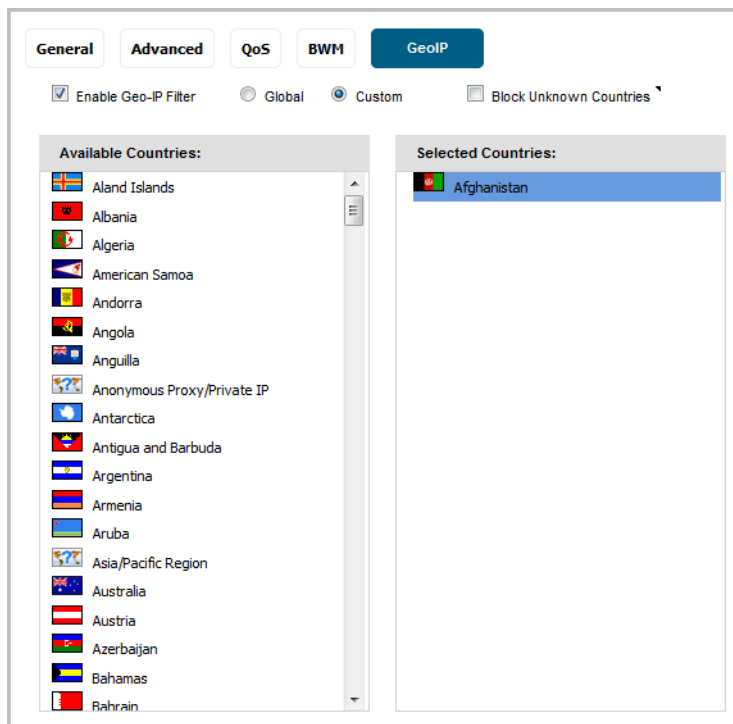 General Advanced QoS BWM GeoIP
Enable Geo-IP Filter Global Custom Block Unknown Countries
Available Countries:
Aland Islands
Albania
Algeria
American Samoa
Andorra
Angola
Anguilla
Anonymous Proxy/Private IP
Antarctica
Antigua and Barbuda
Argentina
Armenia
Aruba
Asia/Pacific Region
Australia
Austria
Azerbaijan
Bahamas
Bahrain
Selected Countries:
Afghanistan